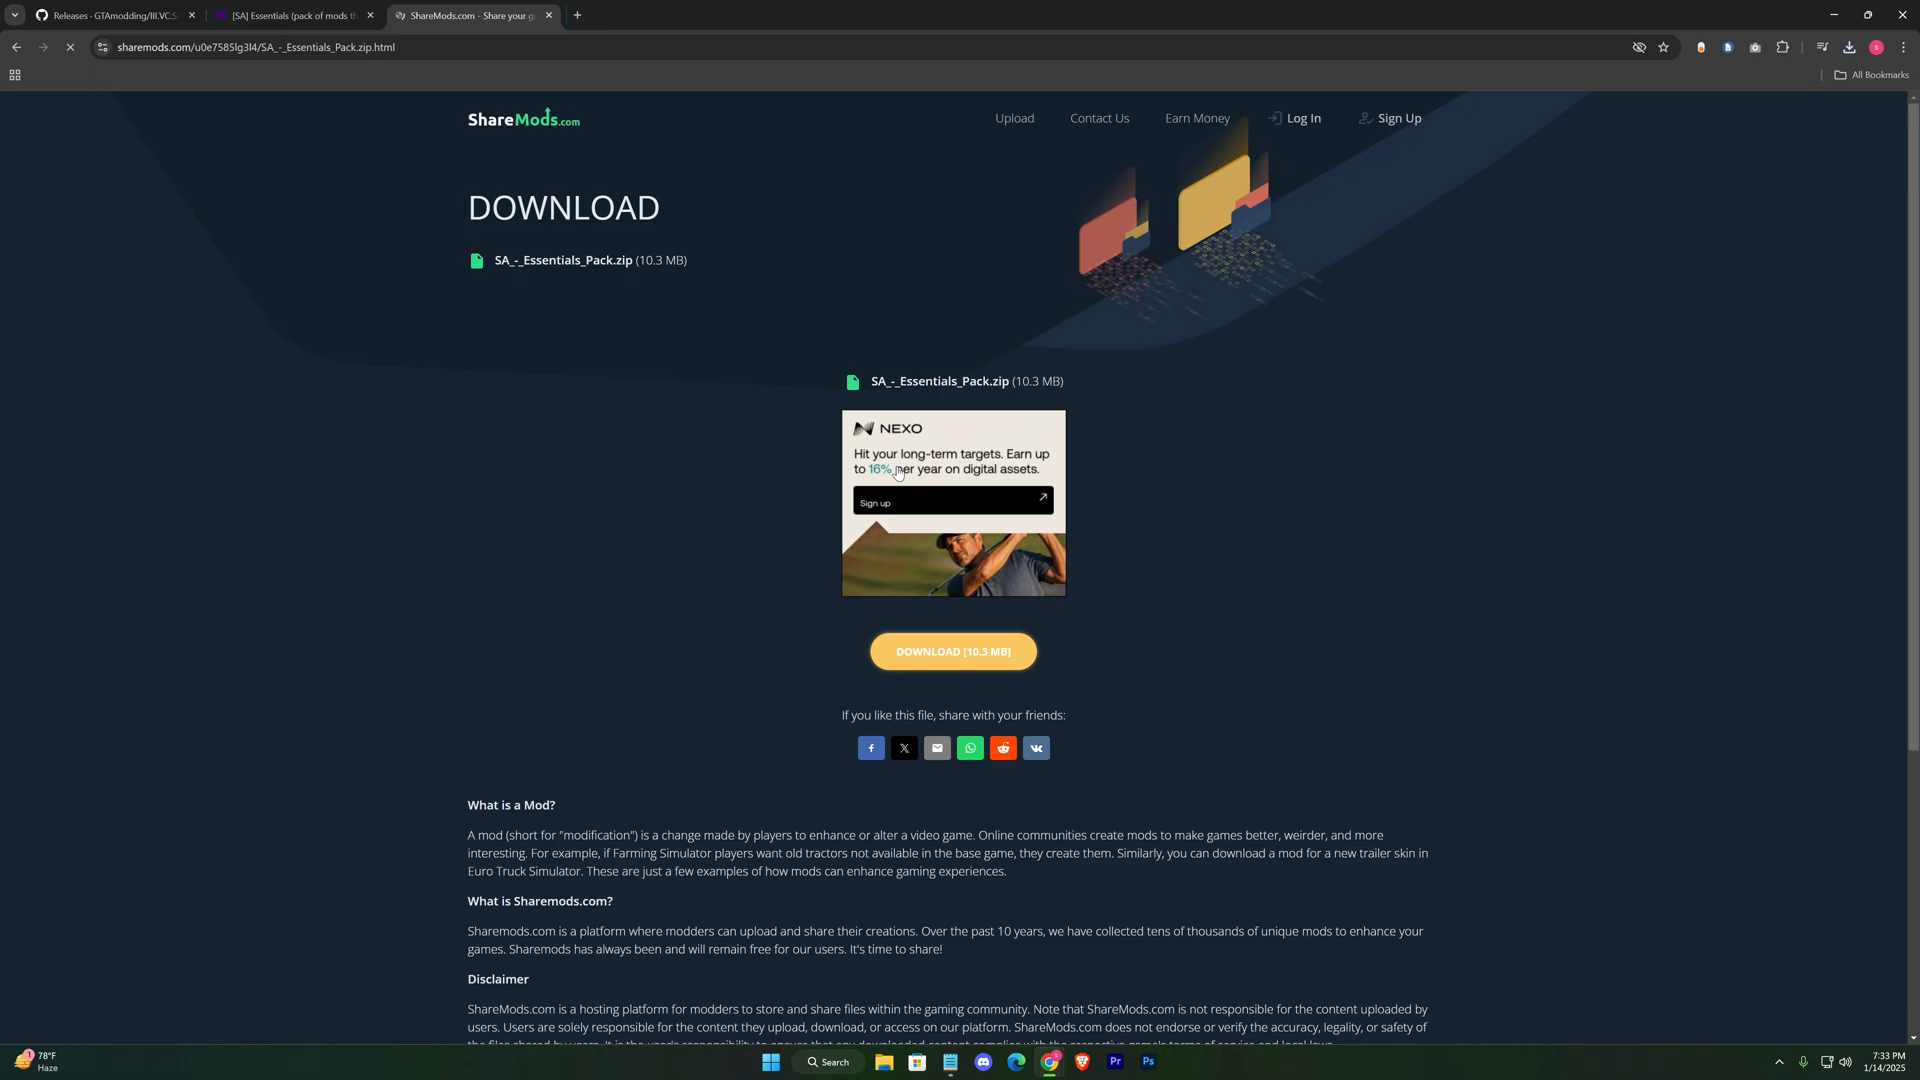 Releases · GTAmodding/III.VC.SA
[SA] Essentials (pack of mods th
ShareMods.com - Share your g
sharemods.com/u0e7585lg3l4/SA_-_Essentials_Pack.zip.html
All Bookmarks
ShareMods.com
Upload
Contact Us
Earn Money
Log In
Sign Up
DOWNLOAD
SA_-_Essentials_Pack.zip (10.3 MB)
SA_-_Essentials_Pack.zip (10.3 MB)
NEXO
Hit your long-term targets. Earn up
to 16% per year on digital assets.
Sign up
DOWNLOAD [10.3 MB]
If you like this file, share with your friends:
What is a Mod?
A mod (short for "modification") is a change made by players to enhance or alter a video game. Online communities create mods to make games better, weirder, and more
interesting. For example, if Farming Simulator players want old tractors not available in the base game, they create them. Similarly, you can download a mod for a new trailer skin in
Euro Truck Simulator. These are just a few examples of how mods can enhance gaming experiences.
What is Sharemods.com?
Sharemods.com is a platform where modders can upload and share their creations. Over the past 10 years, we have collected tens of thousands of unique mods to enhance your
games. Sharemods has always been and will remain free for our users. It's time to share!
Disclaimer
ShareMods.com is a hosting platform for modders to store and share files within the gaming community. Note that ShareMods.com is not responsible for the content uploaded by
users. Users are solely responsible for the content they upload, download, or access on our platform. ShareMods.com does not endorse or verify the accuracy, legality, or safety of
78°F
Haze
Search
Pr
Ps
7:33 PM
1/14/2025